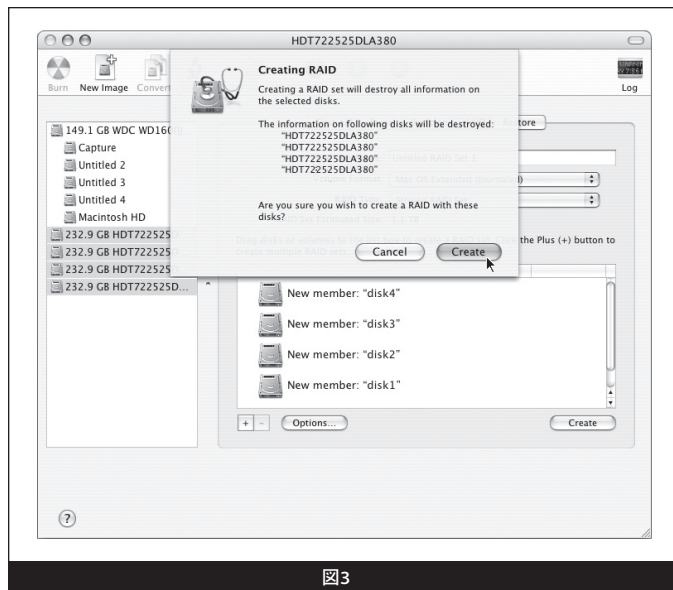 HDT722525DLA380
Burn
New Image
Convert
Log
Creating RAID
Creating a RAID set will destroy all information on
the selected disks.
The information on following disks will be destroyed:
"HDT722525DLA380"
"HDT722525DLA380"
"HDT722525DLA380"
"HDT722525DLA380"
Are you sure you wish to create a RAID with these
disks?
Cancel
Create
149.1 GB WDC WD160
Capture
Untitled 2
Untitled 3
Untitled 4
Macintosh HD
232.9 GB HDT722525D
232.9 GB HDT722525D
232.9 GB HDT722525
232.9 GB HDT722525D...
tore
the Plus (+) button to
New member: "disk4"
New member: "disk3"
New member: "disk2"
New member: "disk1"
+
-
Options...
Create
?
図3